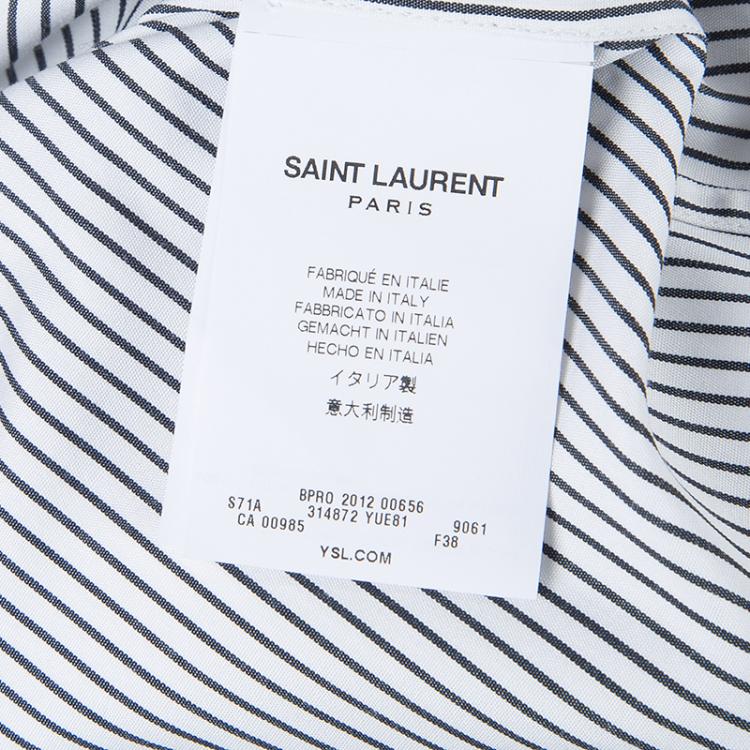 SAINT LAURENT
PARIS
FABRIQUÉ EN ITALIE
MADE IN ITALY
FABBRICATO IN ITALIA
GEMACHT IN ITALIEN
HECHO EN ITALIA
イタリア製
意大利制造
BPRO 2012 00656
S71A 314872 YUE81 9061
CA 00985 F38
YSL.COM